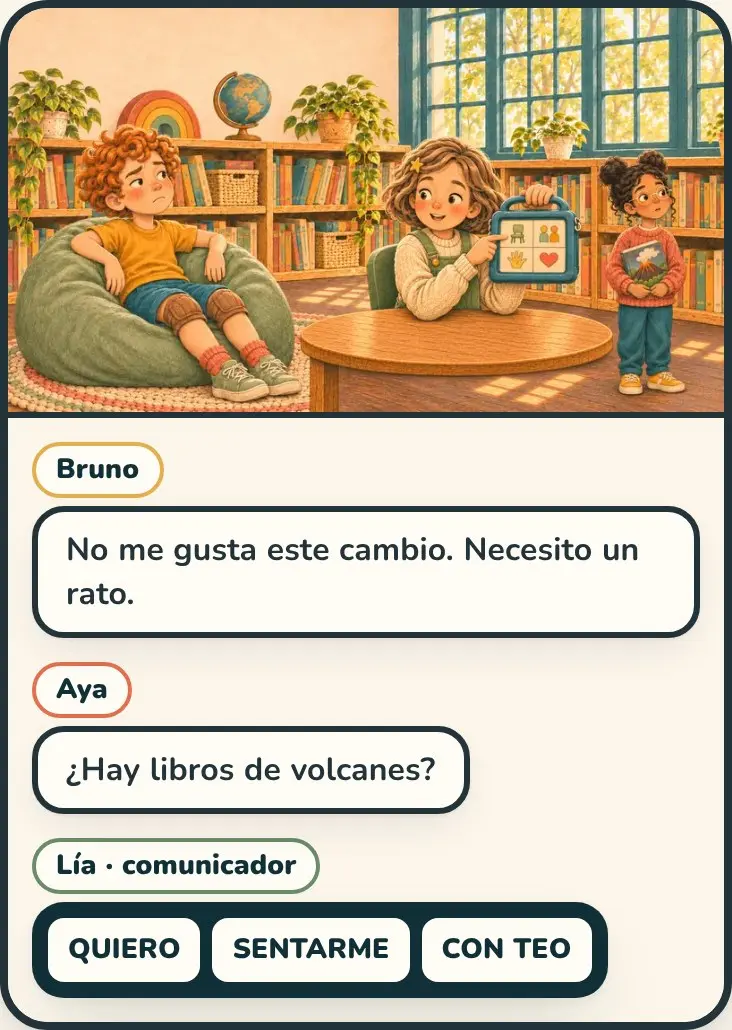 Bruno
No me gusta este cambio. Necesito un
rato.
Aya
¿Hay libros de volcanes?
Lía · comunicador
QUIERO SENTARME CON TEO